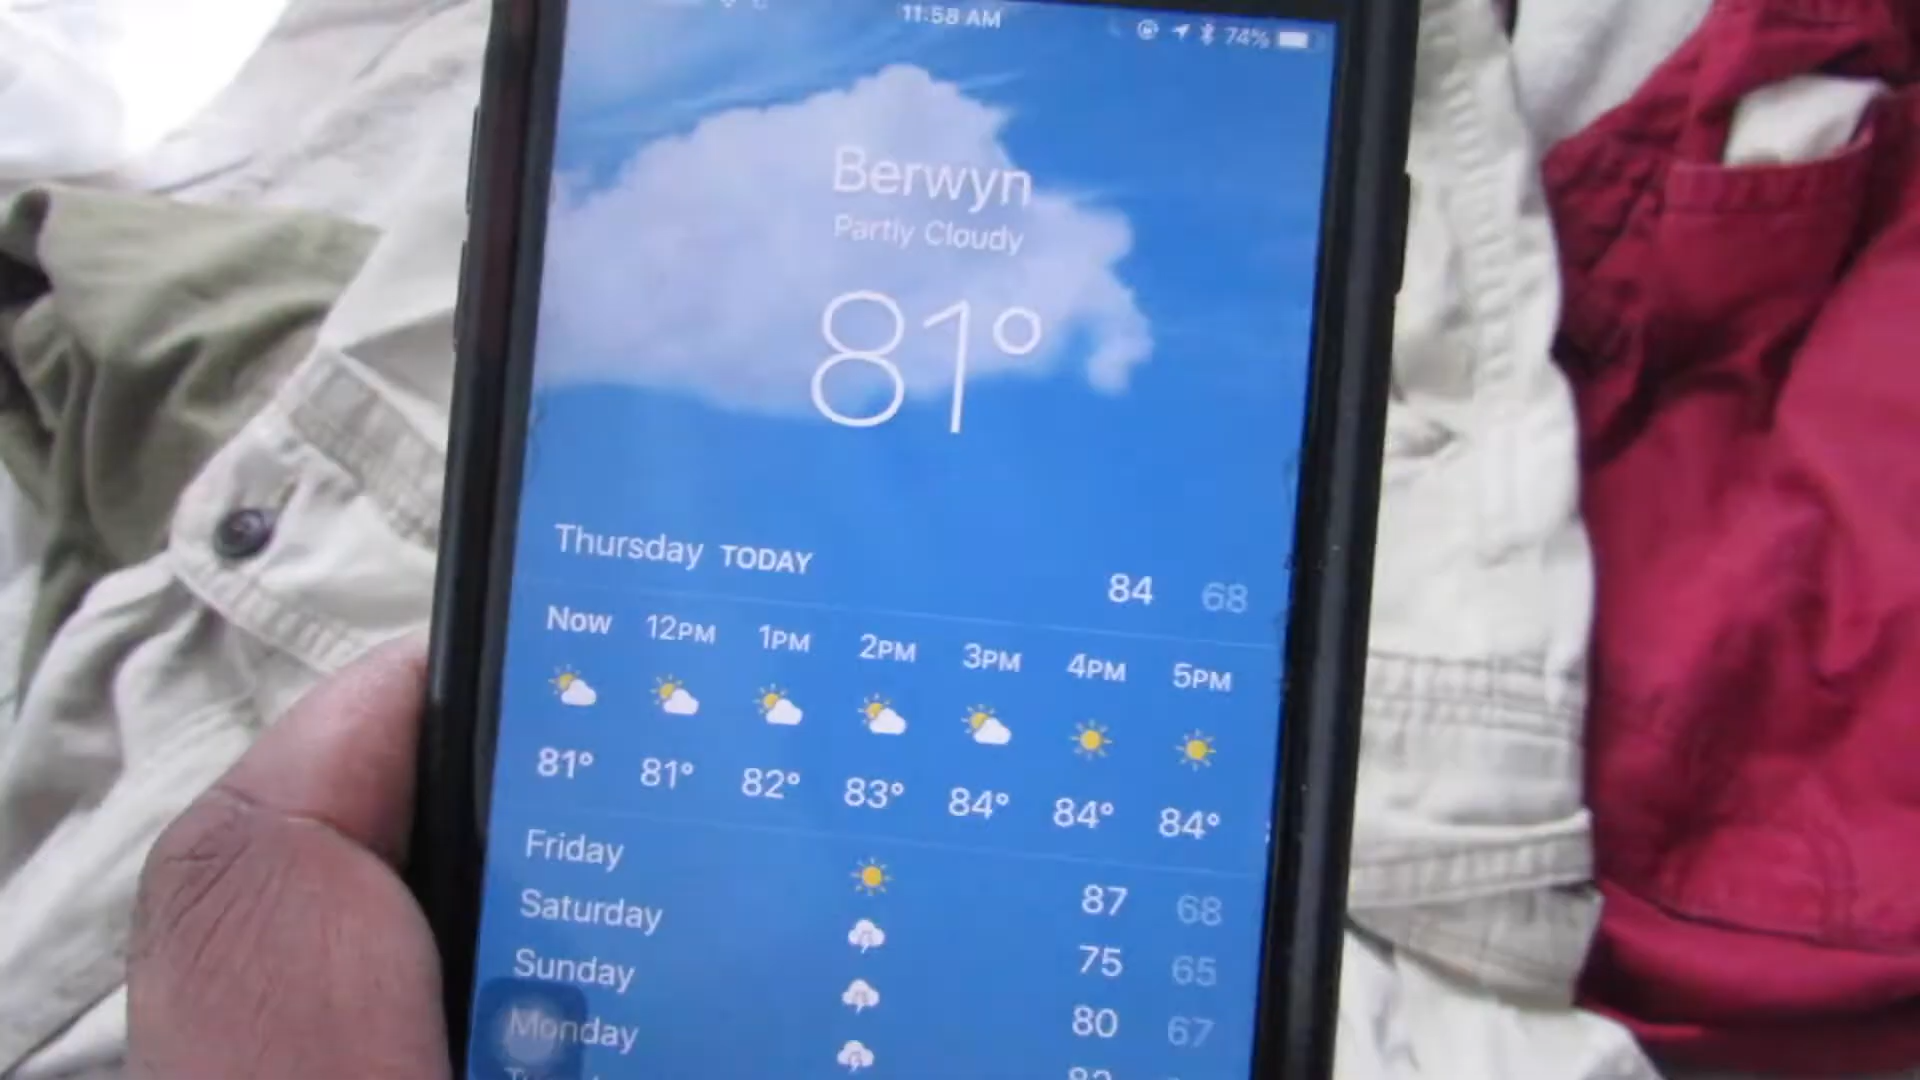 11:58 AM
74%
Berwyn
Partly Cloudy
81°
Thursday TODAY 84 68
Now 12PM 1PM 2PM 3PM 4PM 5PM
81° 81° 82° 83° 84° 84° 84°
Friday 87 68
Saturday 75 65
Sunday 80 67
Monday